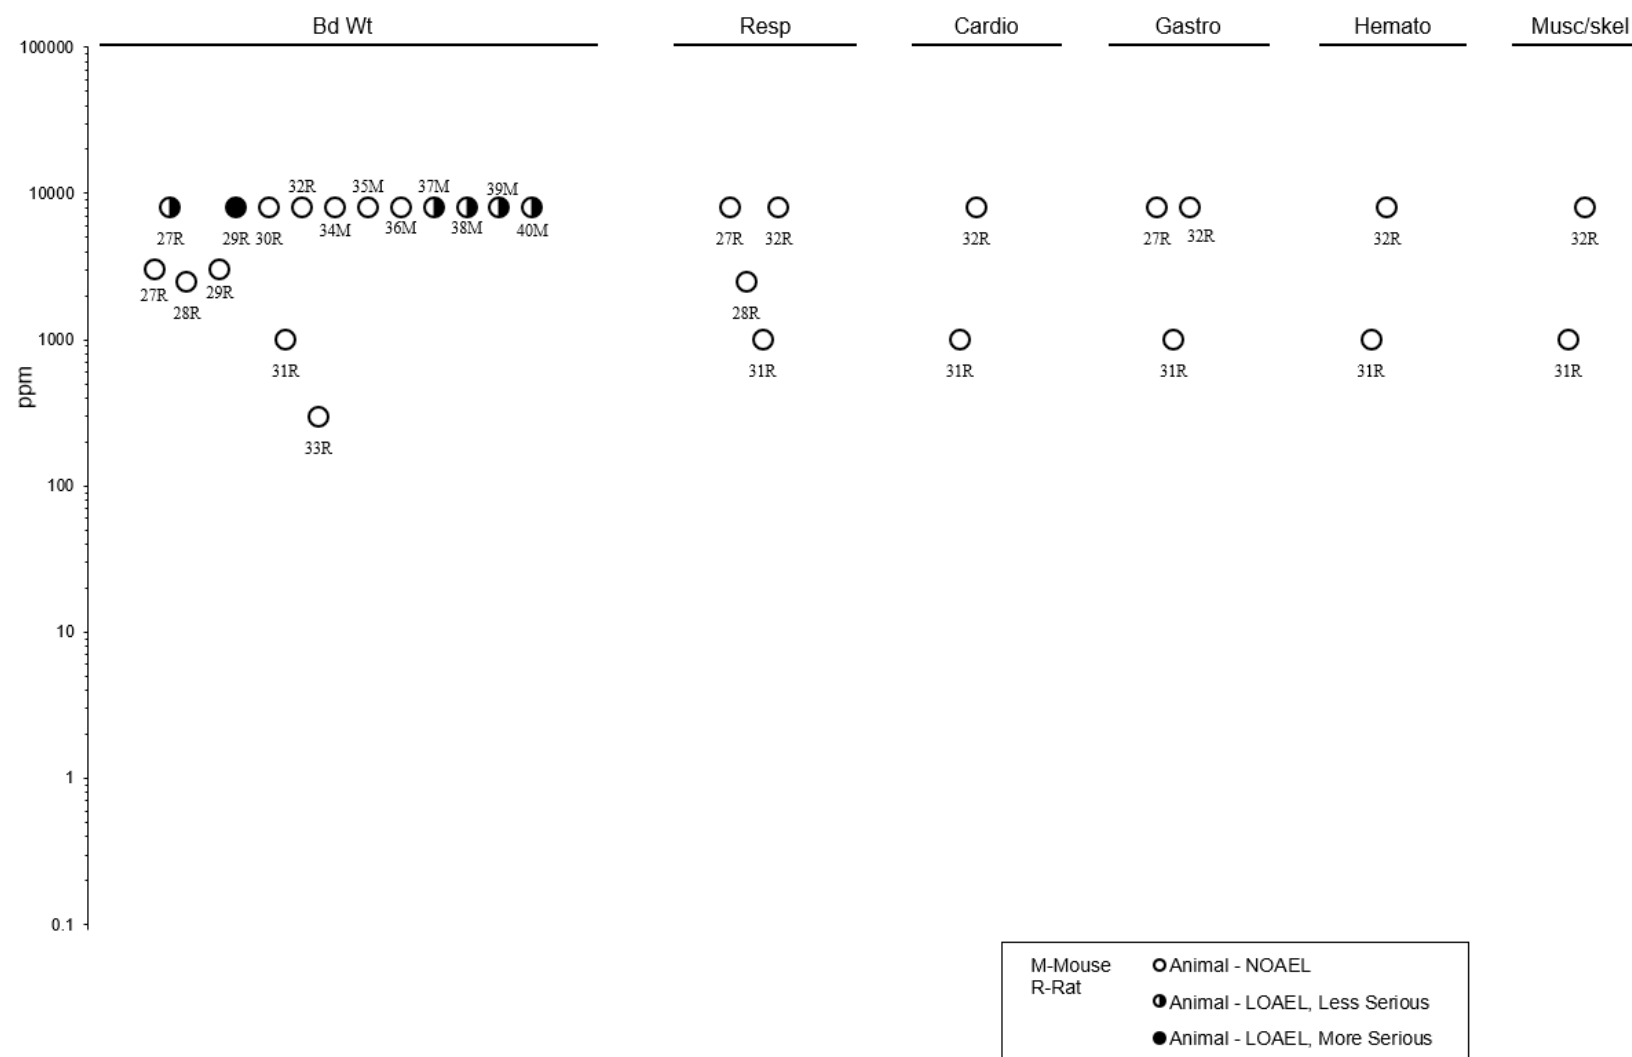 Bd Wt Resp Cardio Gastro Hemato Musc/skel
100000
10000
32R 35M 37M 39M
27R 29R 30R 34M 36M 38M 40M 27R 32R 32R 27R 32R 32R 32R
27R 28R 29R 28R
1000
31R 31R 31R 31R 31R 31R
ppm
33R
100
10
1
0.1
M-Mouse Animal - NOAEL
R-Rat
Animal - LOAEL, Less Serious
Animal - LOAEL, More Serious